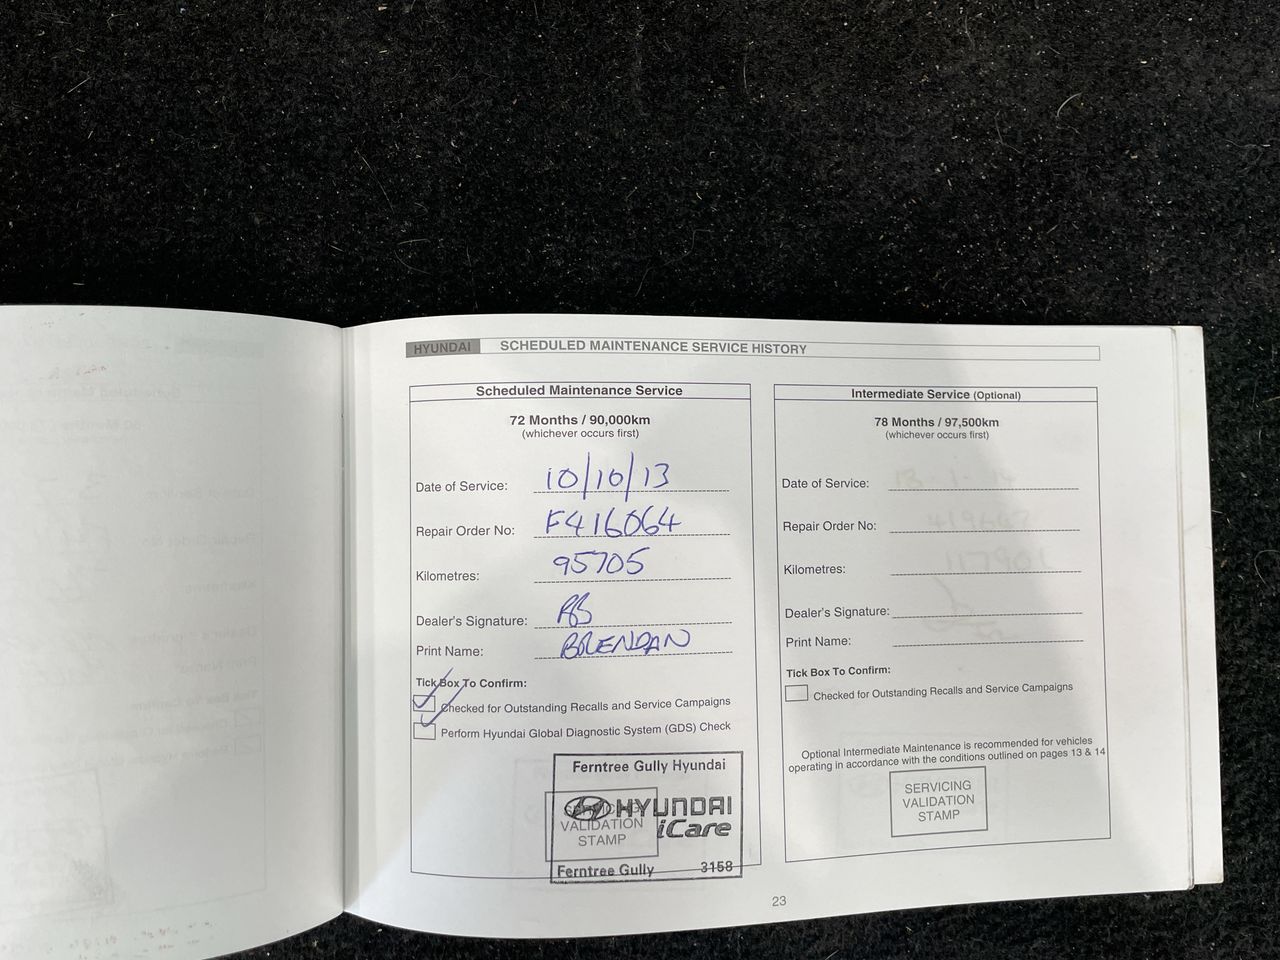 HYUNDAI SCHEDULED MAINTENANCE SERVICE HISTORY
Scheduled Maintenance Service
72 Months / 90,000km
(whichever occurs first)
Date of Service: 10/10/13
Repair Order No: F416064
Kilometres: 95705
Dealer's Signature:
Print Name: BRENDAN
Tick Box To Confirm:
Checked for Outstanding Recalls and Service Campaigns
Perform Hyundai Global Diagnostic System (GDS) Check
Ferntree Gully Hyundai
HYUNDAI
iCare
SERVICING
VALIDATION
STAMP
Ferntree Gully 3158
Intermediate Service (Optional)
78 Months / 97,500km
(whichever occurs first)
Date of Service:
Repair Order No:
Kilometres:
Dealer's Signature:
Print Name:
Tick Box To Confirm:
Checked for Outstanding Recalls and Service Campaigns
Optional Intermediate Maintenance is recommended for vehicles
operating in accordance with the conditions outlined on pages 13 & 14
SERVICING
VALIDATION
STAMP
23